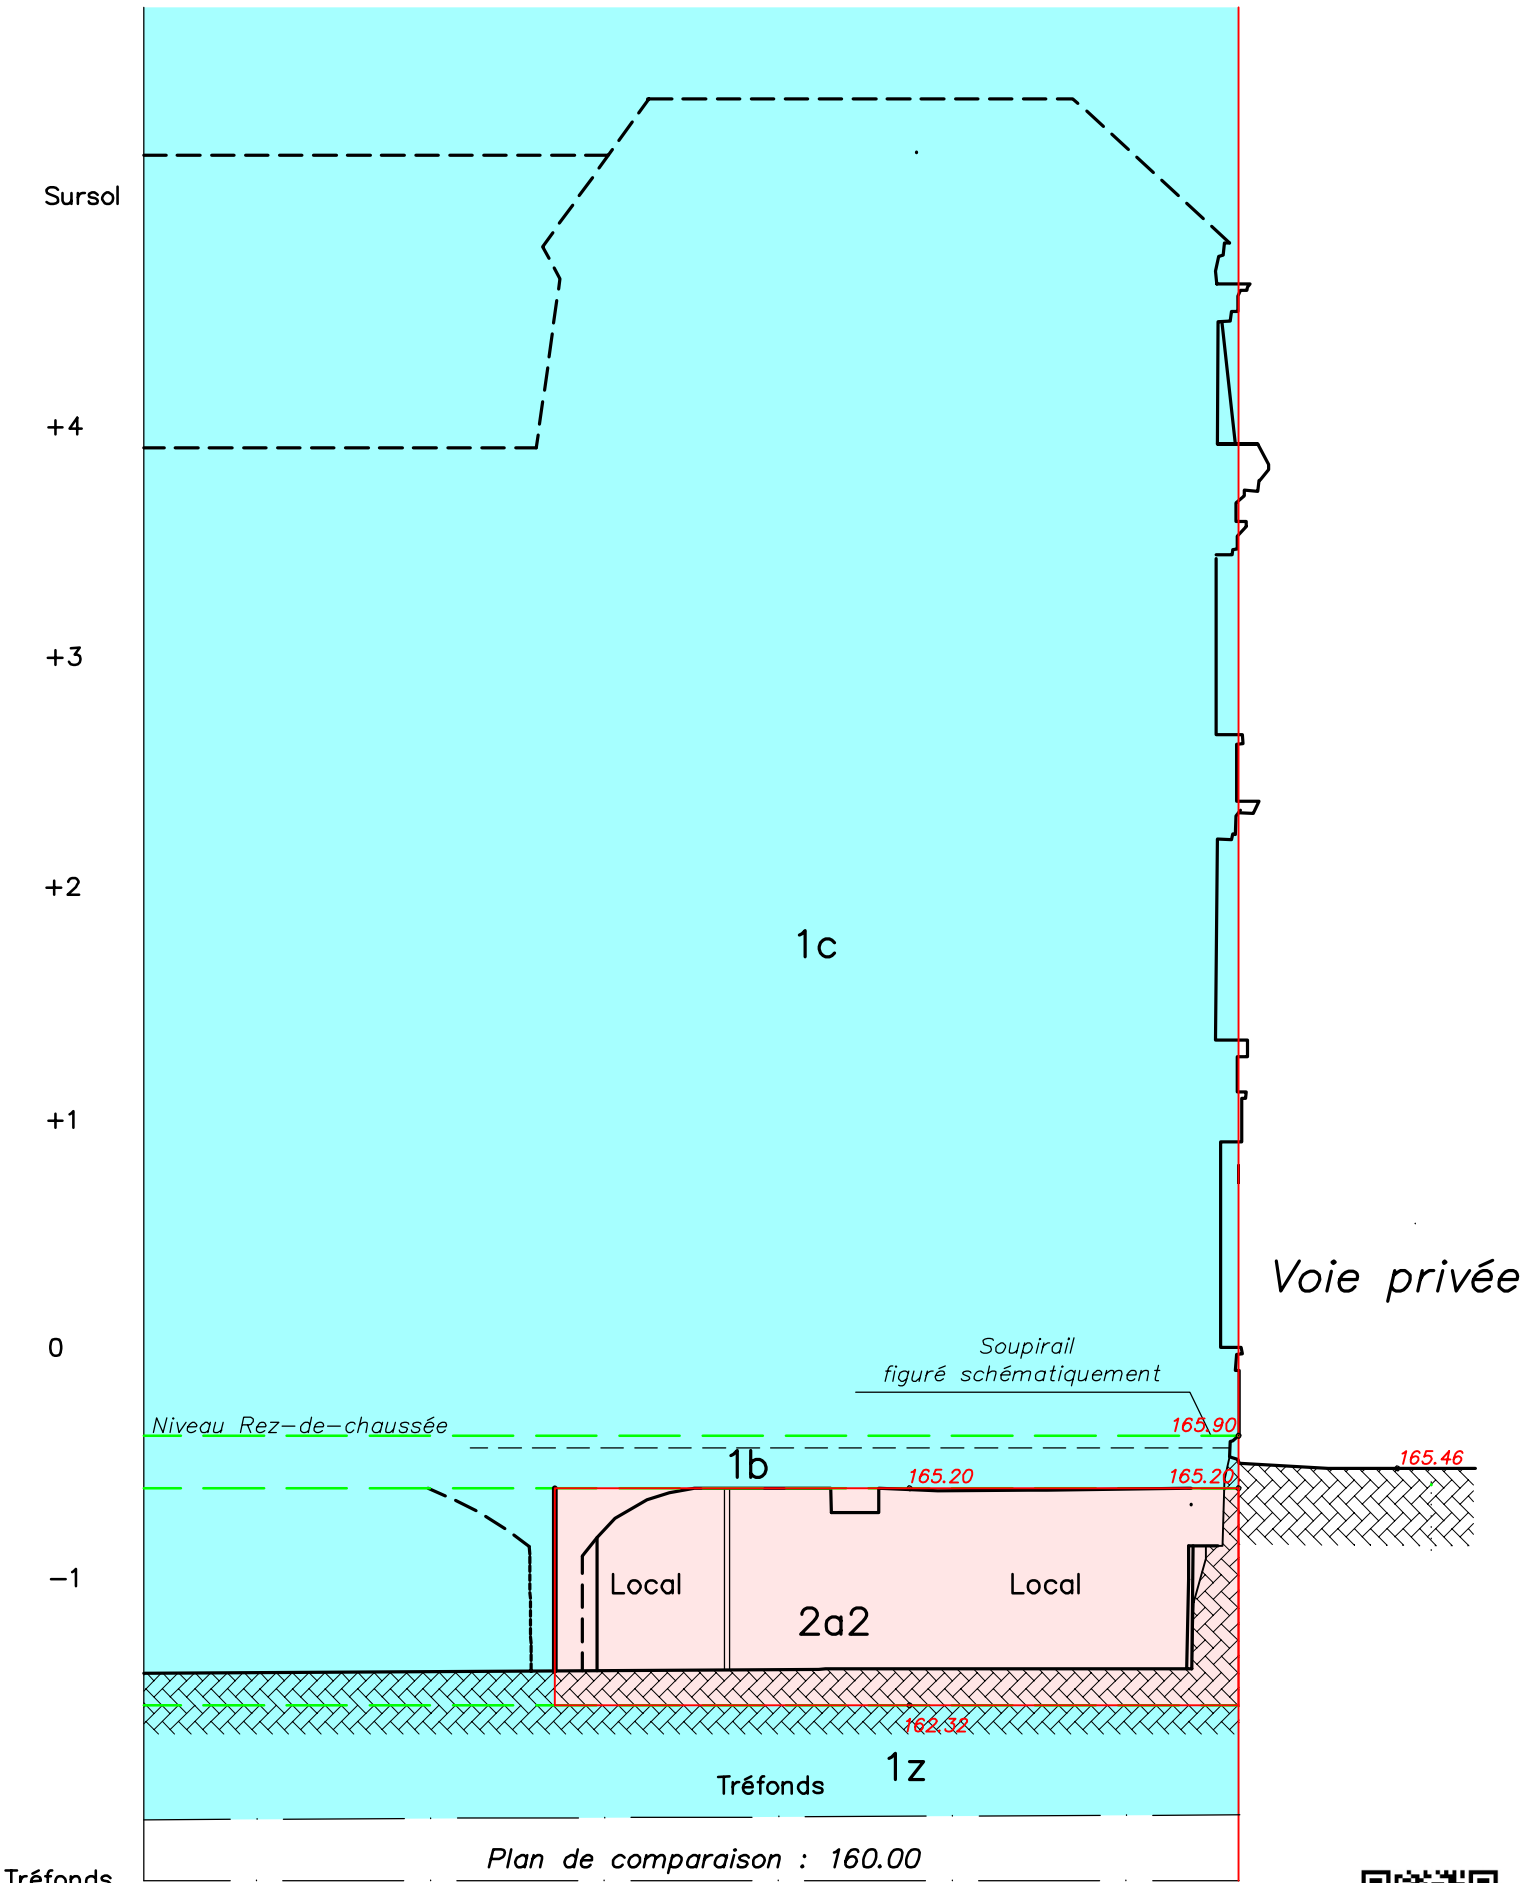 Sursol
+4
+3
+2
1c
+1
Voie privée
0
Soupirail
figuré schématiquement
Niveau Rez-de-chaussée
165.90
1b
165.46
165.20
165.20
-1
Local
Local
2a2
162.32
1z
Tréfonds
Plan de comparaison : 160.00
Tréfonds